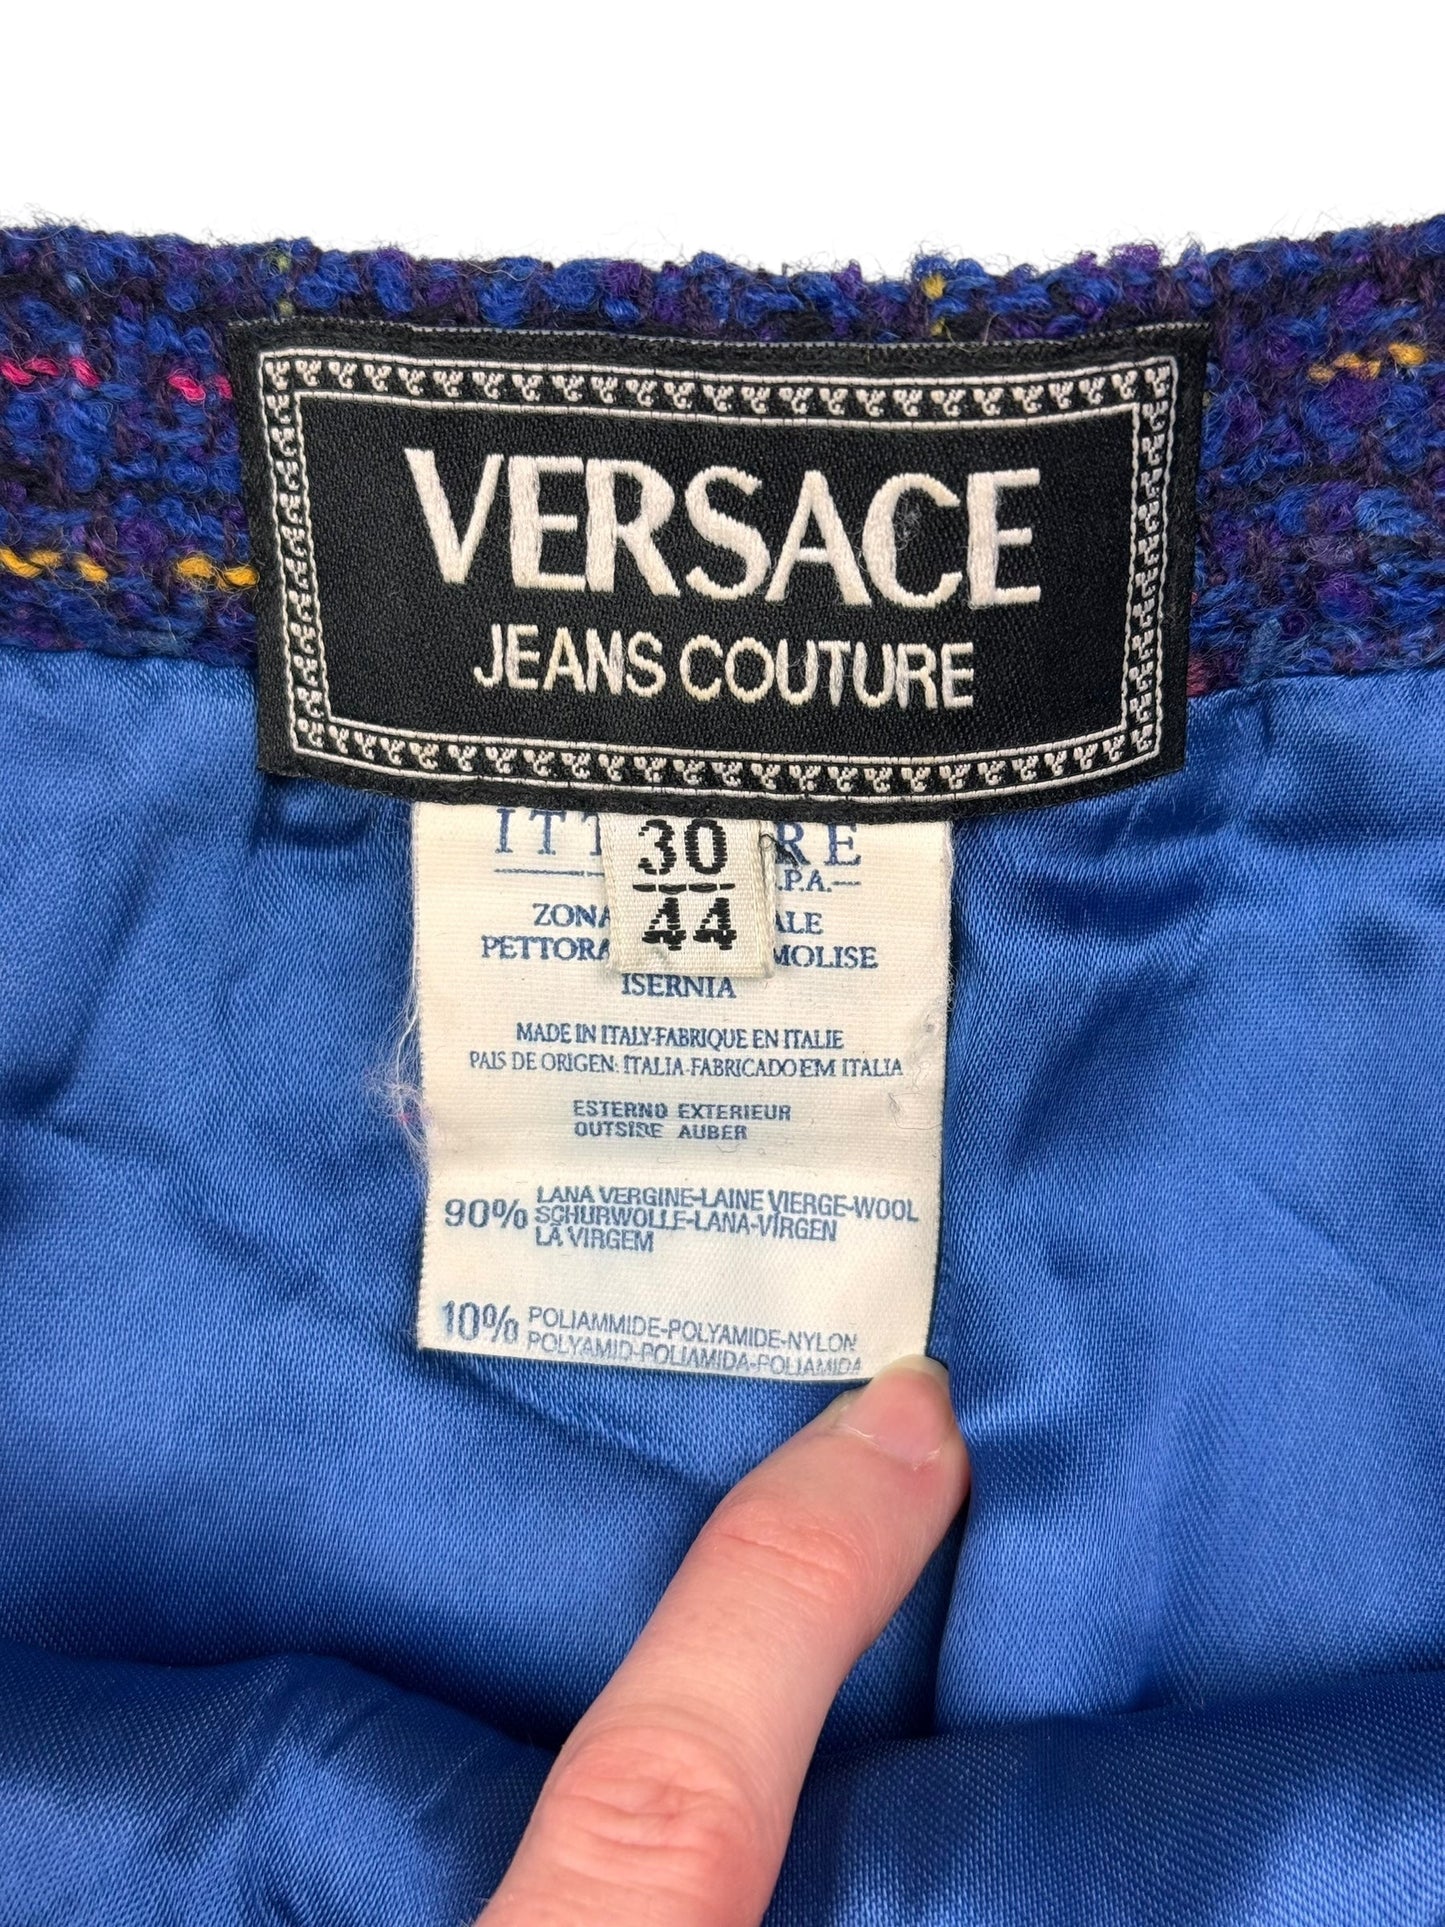 VERSACE
JEANS COUTURE
30
44
ISERNIA
MADE IN ITALY-FABRIQUE EN ITALIE
PAIS DE ORIGEN: ITALIA-FABRICADO EM ITALIA
ESTERNO EXTERIEUR
OUTSIDE AUBER
90% LANA VERGINE-LAINE VIERGE-WOOL
SCHURWOLLE-LANA-VIRGEN
LÃ VIRGEM
10% POLIAMMIDE-POLYAMIDE-NYLON
POLYAMID-POLIAMIDA-POLIAMIDA